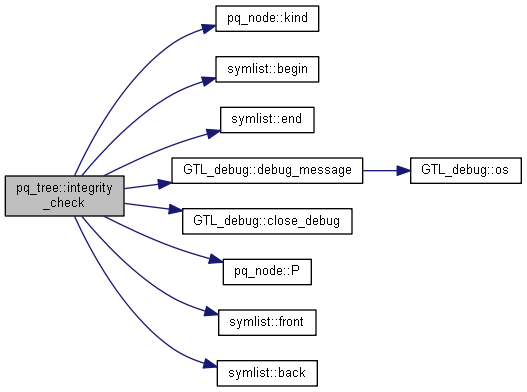 pq_node::kind
symlist::begin
symlist::end
GTL_debug::debug_message
GTL_debug::os
pq_tree::integrity
_check
GTL_debug::close_debug
pq_node::P
symlist::front
symlist::back